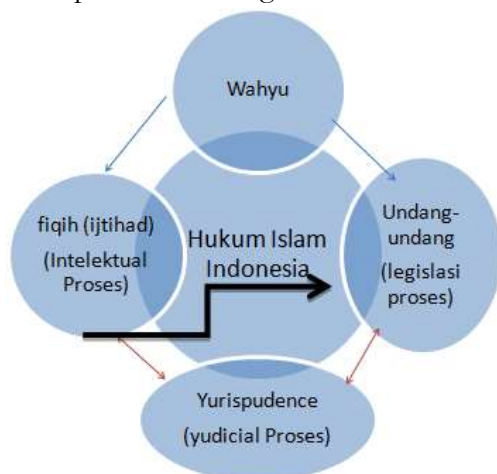 Wahyu
fiqih (ijtihad)
(Intelektual
Proses)
Hukum Islam
Indonesia
Undang-
undang
(legislasi
proses)
Yurispudence
(yudicial Proses)